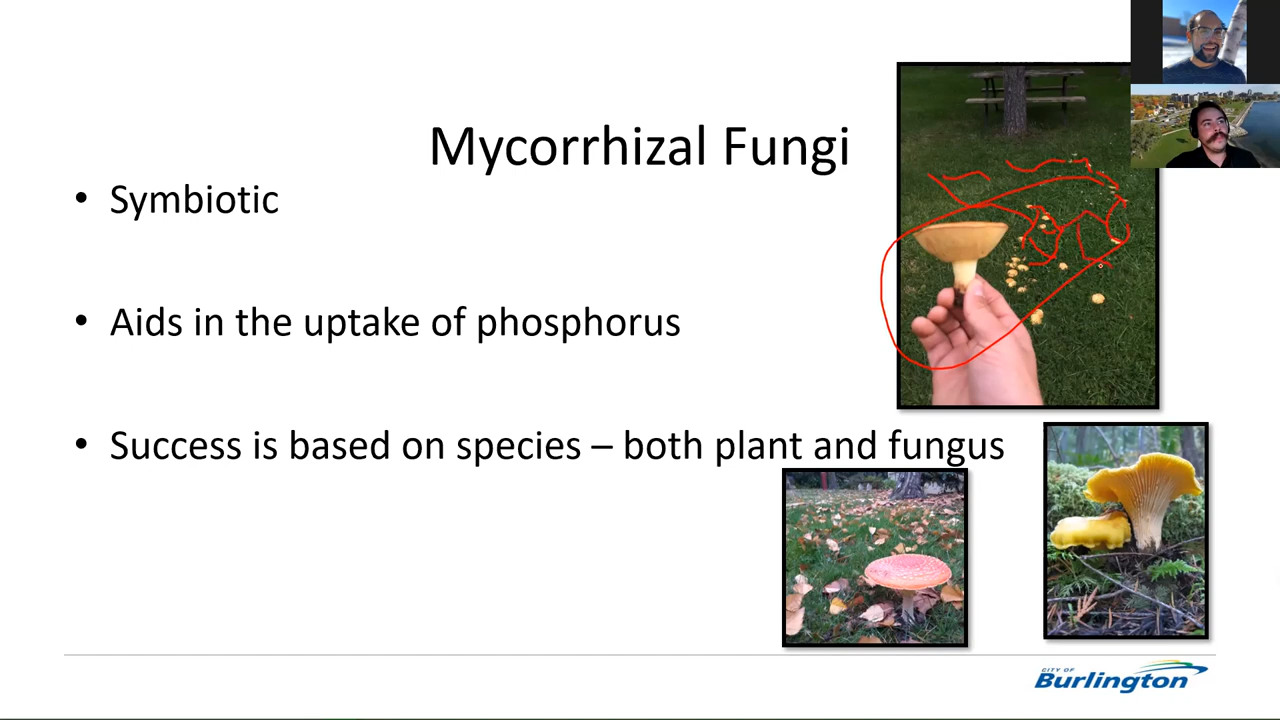 Mycorrhizal Fungi
• Symbiotic
• Aids in the uptake of phosphorus
• Success is based on species – both plant and fungus
CITY OF
Burlington